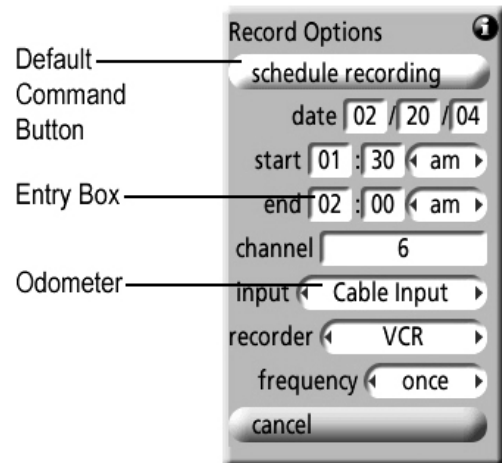 Default
Command
Button
Entry Box
Odometer
Record Options i
schedule recording
date 02 / 20 / 04
start 01 : 30 am
end 02 : 00 am
channel 6
input Cable Input
recorder VCR
frequency once
cancel